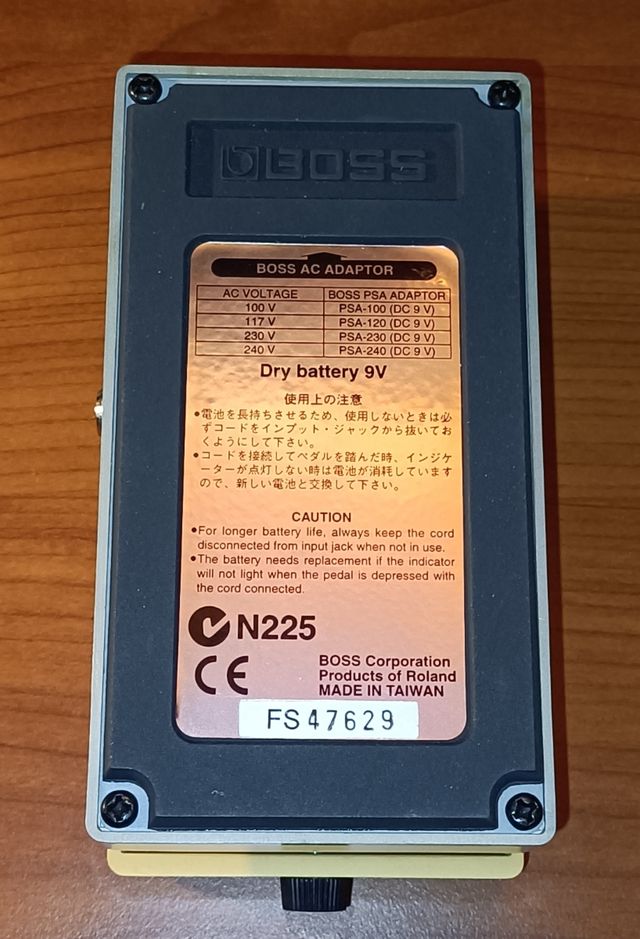 BOSS
BOSS AC ADAPTOR
AC VOLTAGE BOSS PSA ADAPTOR
100 V PSA-100 (DC 9 V)
117 V PSA-120 (DC 9 V)
230 V PSA-230 (DC 9 V)
240 V PSA-240 (DC 9 V)
Dry battery 9V
使用上の注意
●電池を長持ちさせるため、使用しないときは必
ずコードをインプット・ジャックから抜いてお
くようにして下さい。
●コードを接続してペダルを踏んだ時、インジケ
ーターが点灯しない時は電池が消耗しています
ので、新しい電池と交換して下さい。
CAUTION
●For longer battery life, always keep the cord
disconnected from input jack when not in use.
●The battery needs replacement if the indicator
will not light when the pedal is depressed with
the cord connected.
N225
CE
BOSS Corporation
Products of Roland
MADE IN TAIWAN
FS47629